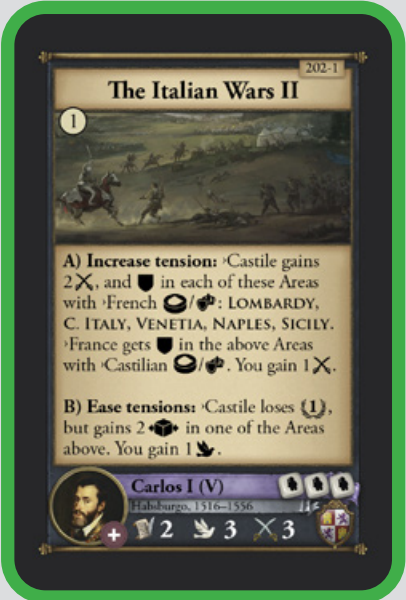 202-1
The Italian Wars II
1
A) Increase tension: ›Castile gains
2, and in each of these Areas
with ›French / : LOMBARDY,
C. ITALY, VENETIA, NAPLES, SICILY.
›France gets in the above Areas
with ›Castilian / . You gain 1.
B) Ease tensions: ›Castile loses (1),
but gains 2 in one of the Areas
above. You gain 1.
Carlos I (V)
Habsburgo, 1516–1556
+ 2 3 3